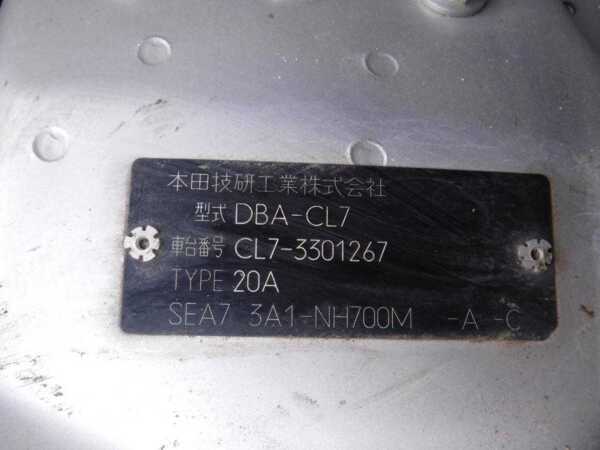 本田技研工業株式会社
型式 DBA-CL7
車台番号 CL7-3301267
TYPE 20A
SEA7 3A1-NH700M -A -C